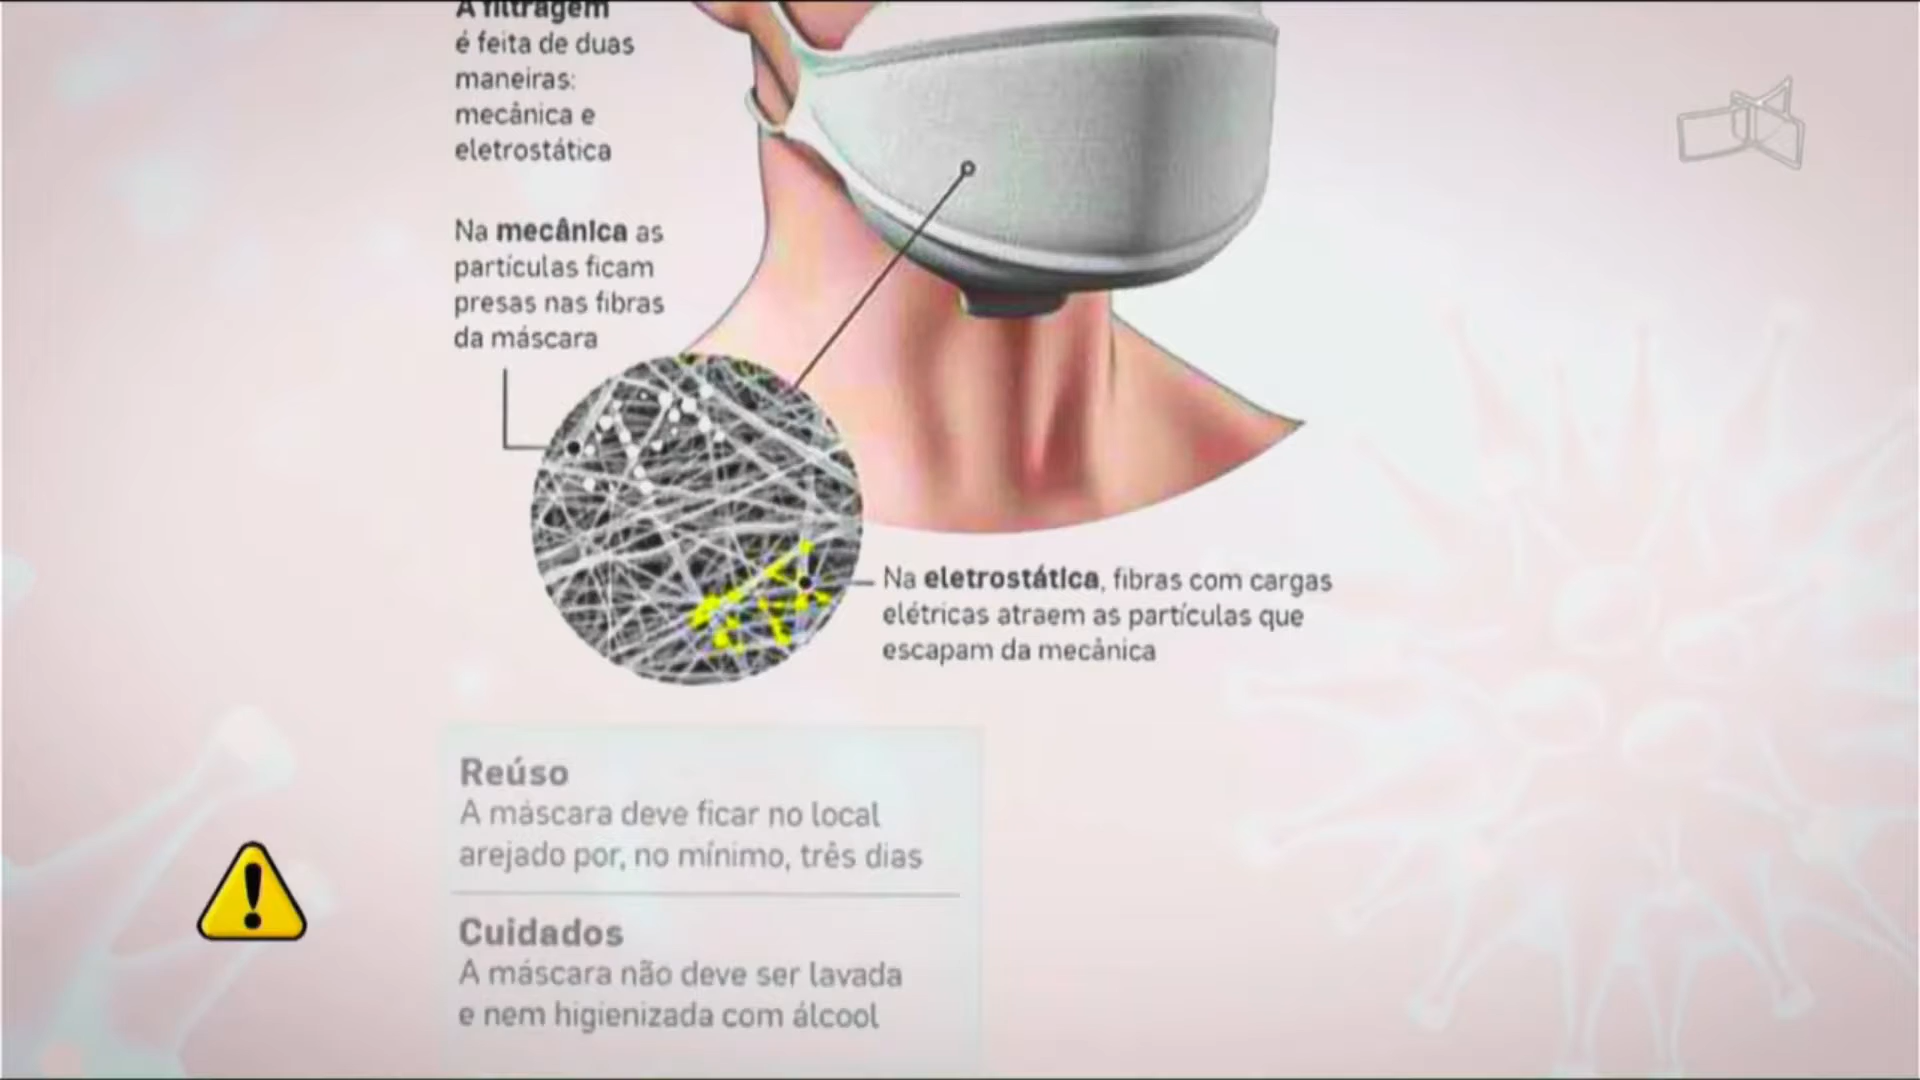 A filtragem
é feita de duas
maneiras:
mecânica e
eletrostática
Na mecânica as
partículas ficam
presas nas fibras
da máscara
Na eletrostática, fibras com cargas
elétricas atraem as partículas que
escapam da mecânica
Reúso
A máscara deve ficar no local
arejado por, no mínimo, três dias
Cuidados
A máscara não deve ser lavada
e nem higienizada com álcool